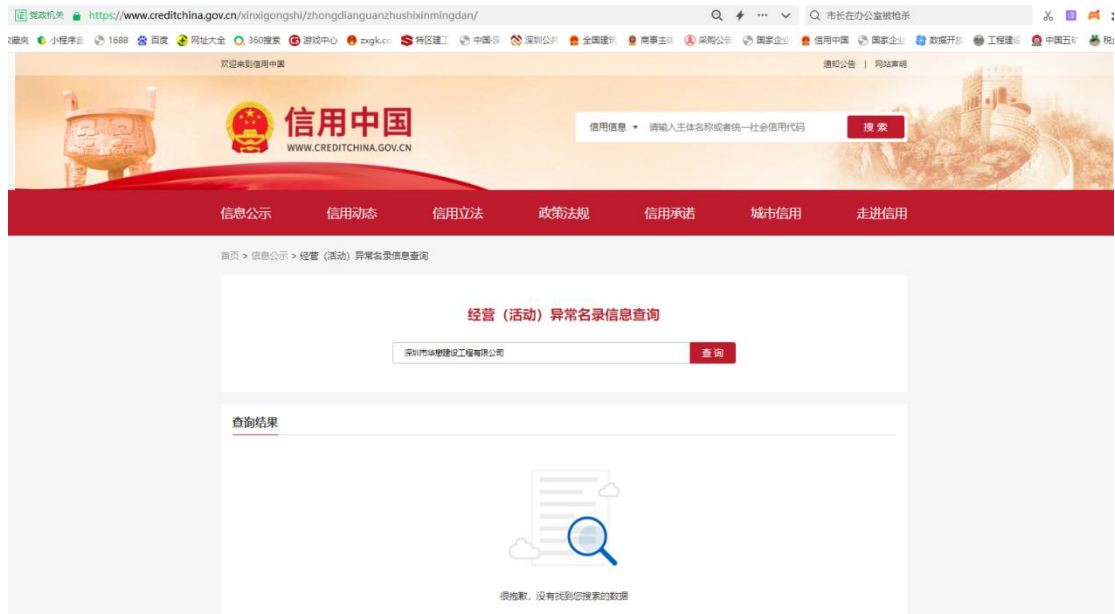 证 党政机关 https://www.creditchina.gov.cn/xinxigongshi/zhongdianguanzhushixinmingdan/ ... 市长在办公室被枪杀
藏夹 小程序 1688 百度 网址大全 360搜索 游戏中心 zxgk.co 特区建工 中国 深圳公共 全国建 商事主体 采购公 国家企业 信用中国 国家企业 数据开放 工程建设 中国五矿 税
欢迎来到信用中国 通知公告 | 网站声明
信用中国
WWW.CREDITCHINA.GOV.CN
信用信息 请输入主体名称或者统一社会信用代码 搜索
信息公示 信用动态 信用立法 政策法规 信用承诺 城市信用 走进信用
首页 > 信息公示 > 经营（活动）异常名录信息查询
经营（活动）异常名录信息查询
深圳市华懋建设工程有限公司 查询
查询结果
很抱歉，没有找到您搜索的数据